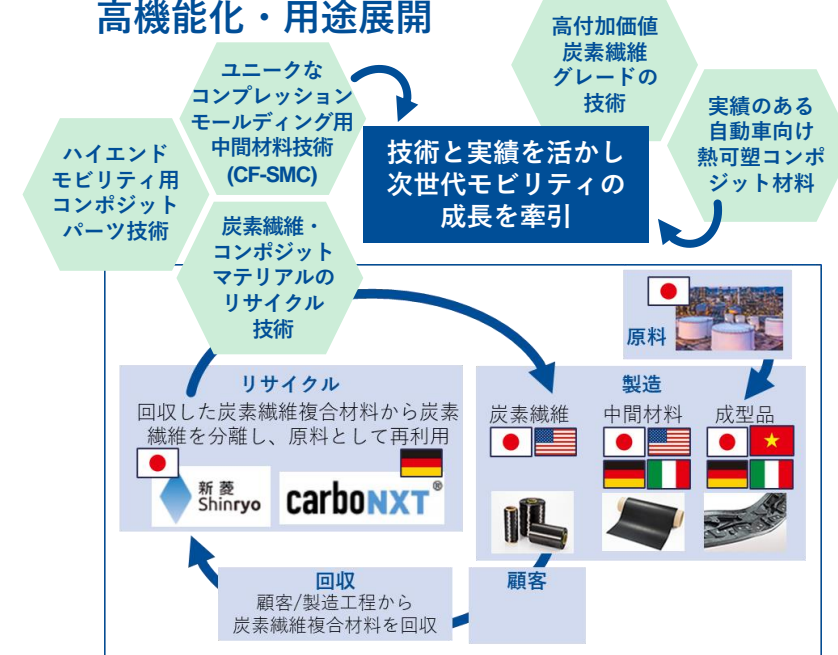 高機能化・用途展開
ユニークな
コンプレッション
モールディング用
中間材料技術
(CF-SMC)
高付加価値
炭素繊維
グレードの
技術
実績のある
自動車向け
熱可塑コンポ
ジット材料
ハイエンド
モビリティ用
コンポジット
パーツ技術
技術と実績を活かし
次世代モビリティの
成長を牽引
炭素繊維・
コンポジット
マテリアルの
リサイクル
技術
原料
リサイクル
回収した炭素繊維複合材料から炭素
繊維を分離し、原料として再利用
新菱
Shinryo
carboNXT®
製造
炭素繊維
中間材料
成型品
回収
顧客/製造工程から
炭素繊維複合材料を回収
顧客